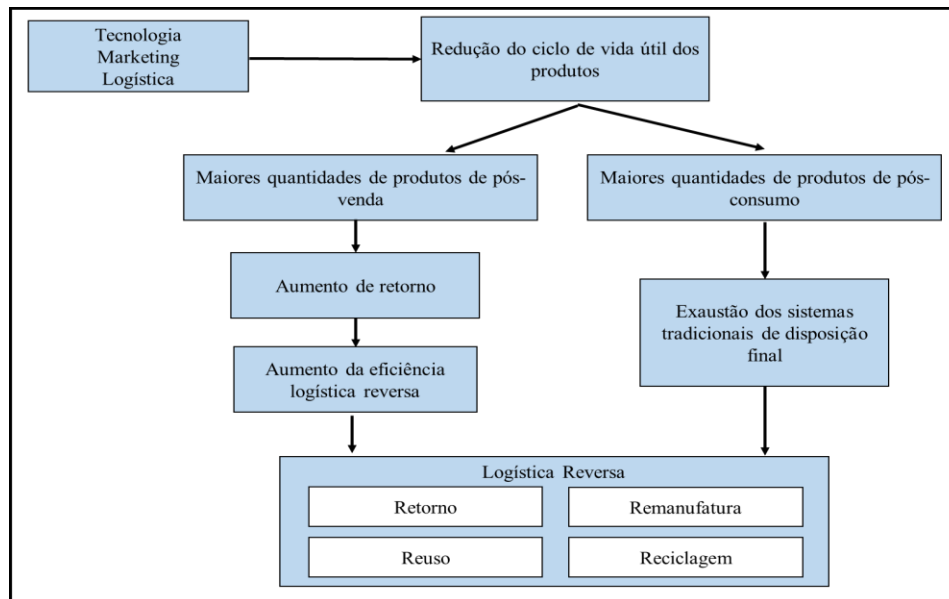 Tecnologia
Marketing
Logística
Redução do ciclo de vida útil dos
produtos
Maiores quantidades de produtos de pós-
venda
Maiores quantidades de produtos de pós-
consumo
Aumento de retorno
Exaustão dos sistemas
tradicionais de disposição
final
Aumento da eficiência
logística reversa
Logística Reversa
Retorno
Remanufatura
Reuso
Reciclagem